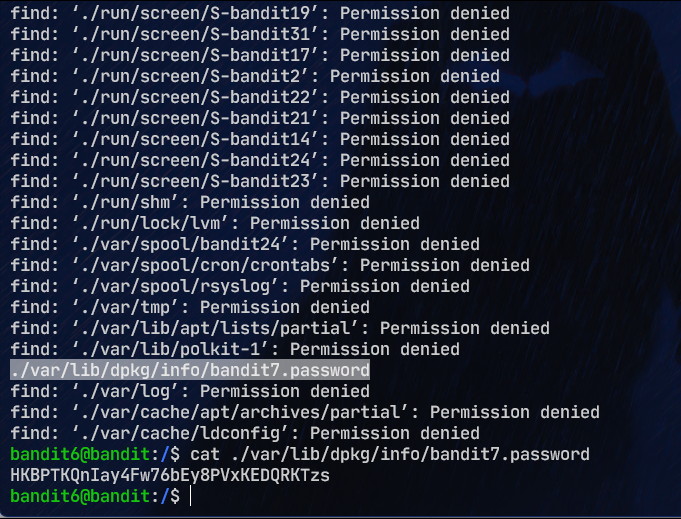 find: ‘./run/screen/S-bandit19’: Permission denied
find: ‘./run/screen/S-bandit31’: Permission denied
find: ‘./run/screen/S-bandit17’: Permission denied
find: ‘./run/screen/S-bandit2’: Permission denied
find: ‘./run/screen/S-bandit22’: Permission denied
find: ‘./run/screen/S-bandit21’: Permission denied
find: ‘./run/screen/S-bandit14’: Permission denied
find: ‘./run/screen/S-bandit24’: Permission denied
find: ‘./run/screen/S-bandit23’: Permission denied
find: ‘./run/shm’: Permission denied
find: ‘./run/lock/lvm’: Permission denied
find: ‘./var/spool/bandit24’: Permission denied
find: ‘./var/spool/cron/crontabs’: Permission denied
find: ‘./var/spool/rsyslog’: Permission denied
find: ‘./var/tmp’: Permission denied
find: ‘./var/lib/apt/lists/partial’: Permission denied
find: ‘./var/lib/polkit-1’: Permission denied
./var/lib/dpkg/info/bandit7.password
find: ‘./var/log’: Permission denied
find: ‘./var/cache/apt/archives/partial’: Permission denied
find: ‘./var/cache/ldconfig’: Permission denied
bandit6@bandit:/$ cat ./var/lib/dpkg/info/bandit7.password
HKBPTKQnIay4Fw76bEy8PVxKEDQRKTzs
bandit6@bandit:/$